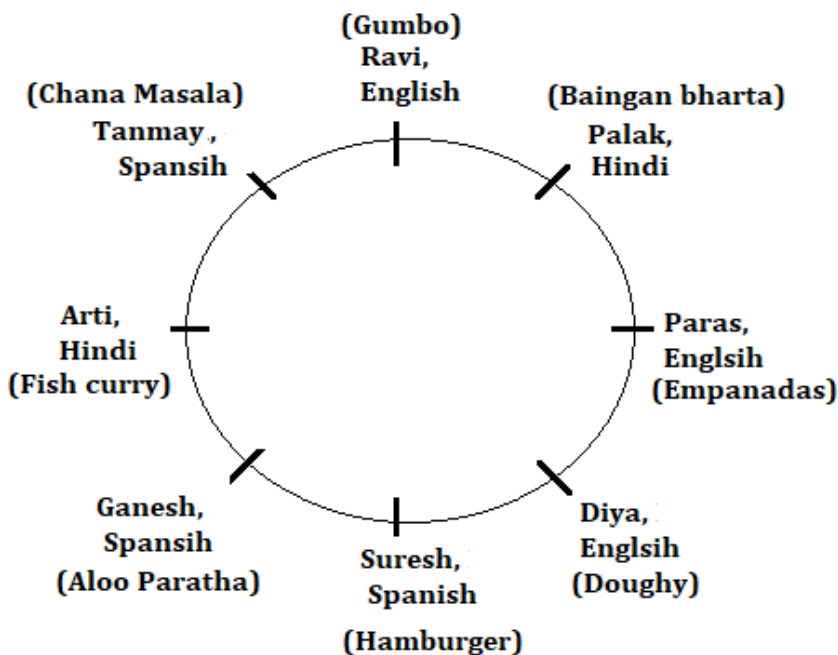 (Gumbo)
Ravi,
English
(Chana Masala)
Tanmay.,
Spansih
(Baingan bharta)
Palak,
Hindi
Arti,
Hindi
(Fish curry)
Paras,
Englsih
(Empanadas)
Ganesh,
Spansih
(Aloo Paratha)
Suresh,
Spanish
(Hamburger)
Diya,
Englsih
(Doughy)